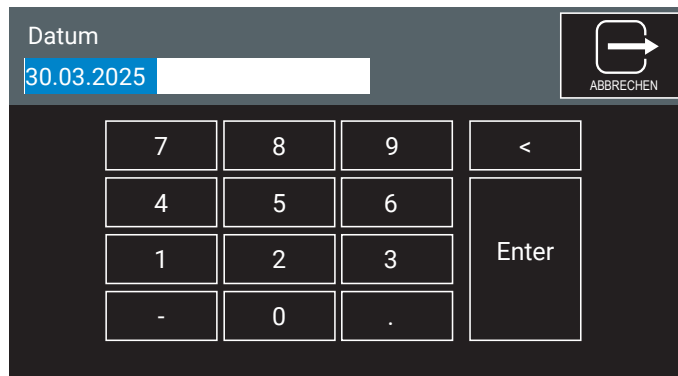 Datum
30.03.2025
ABBRECHEN
7 8 9 <
4 5 6
1 2 3 Enter
- 0 .